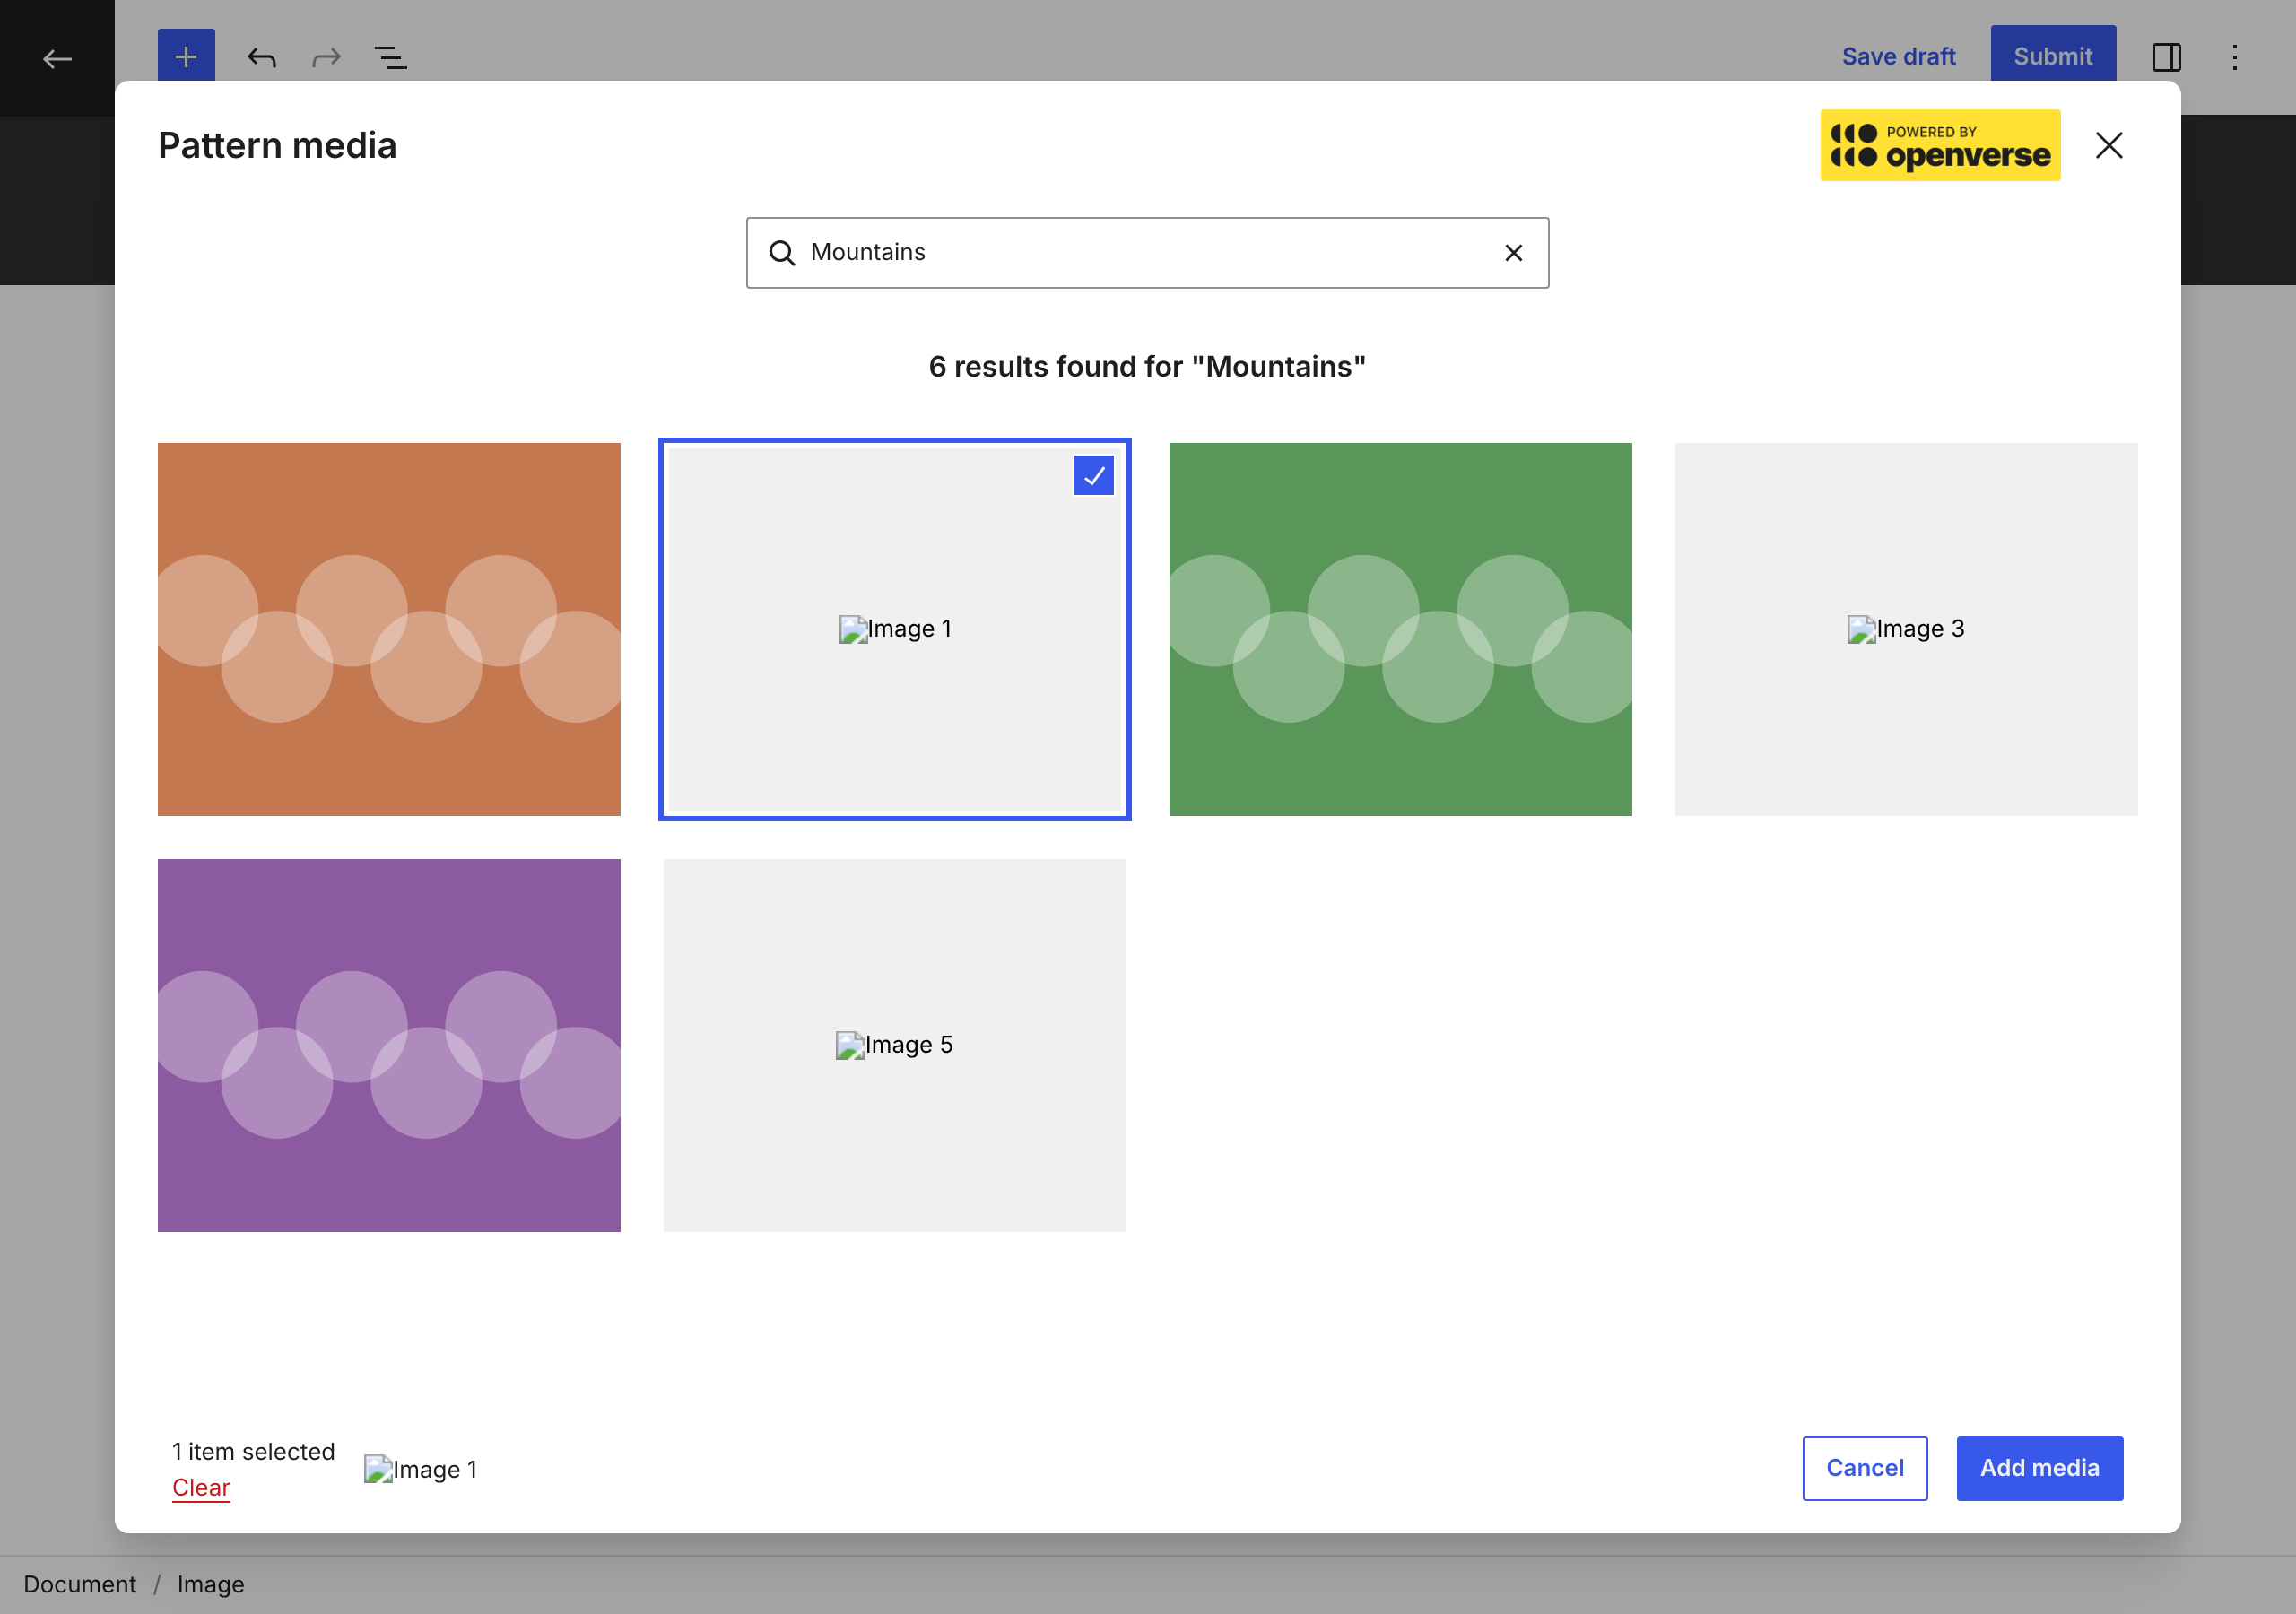 Save draft
Submit
Pattern media
POWERED BY
openverse
Mountains
6 results found for "Mountains"
Image 1
Image 3
Image 5
1 item selected
Clear
Image 1
Cancel
Add media
Document / Image